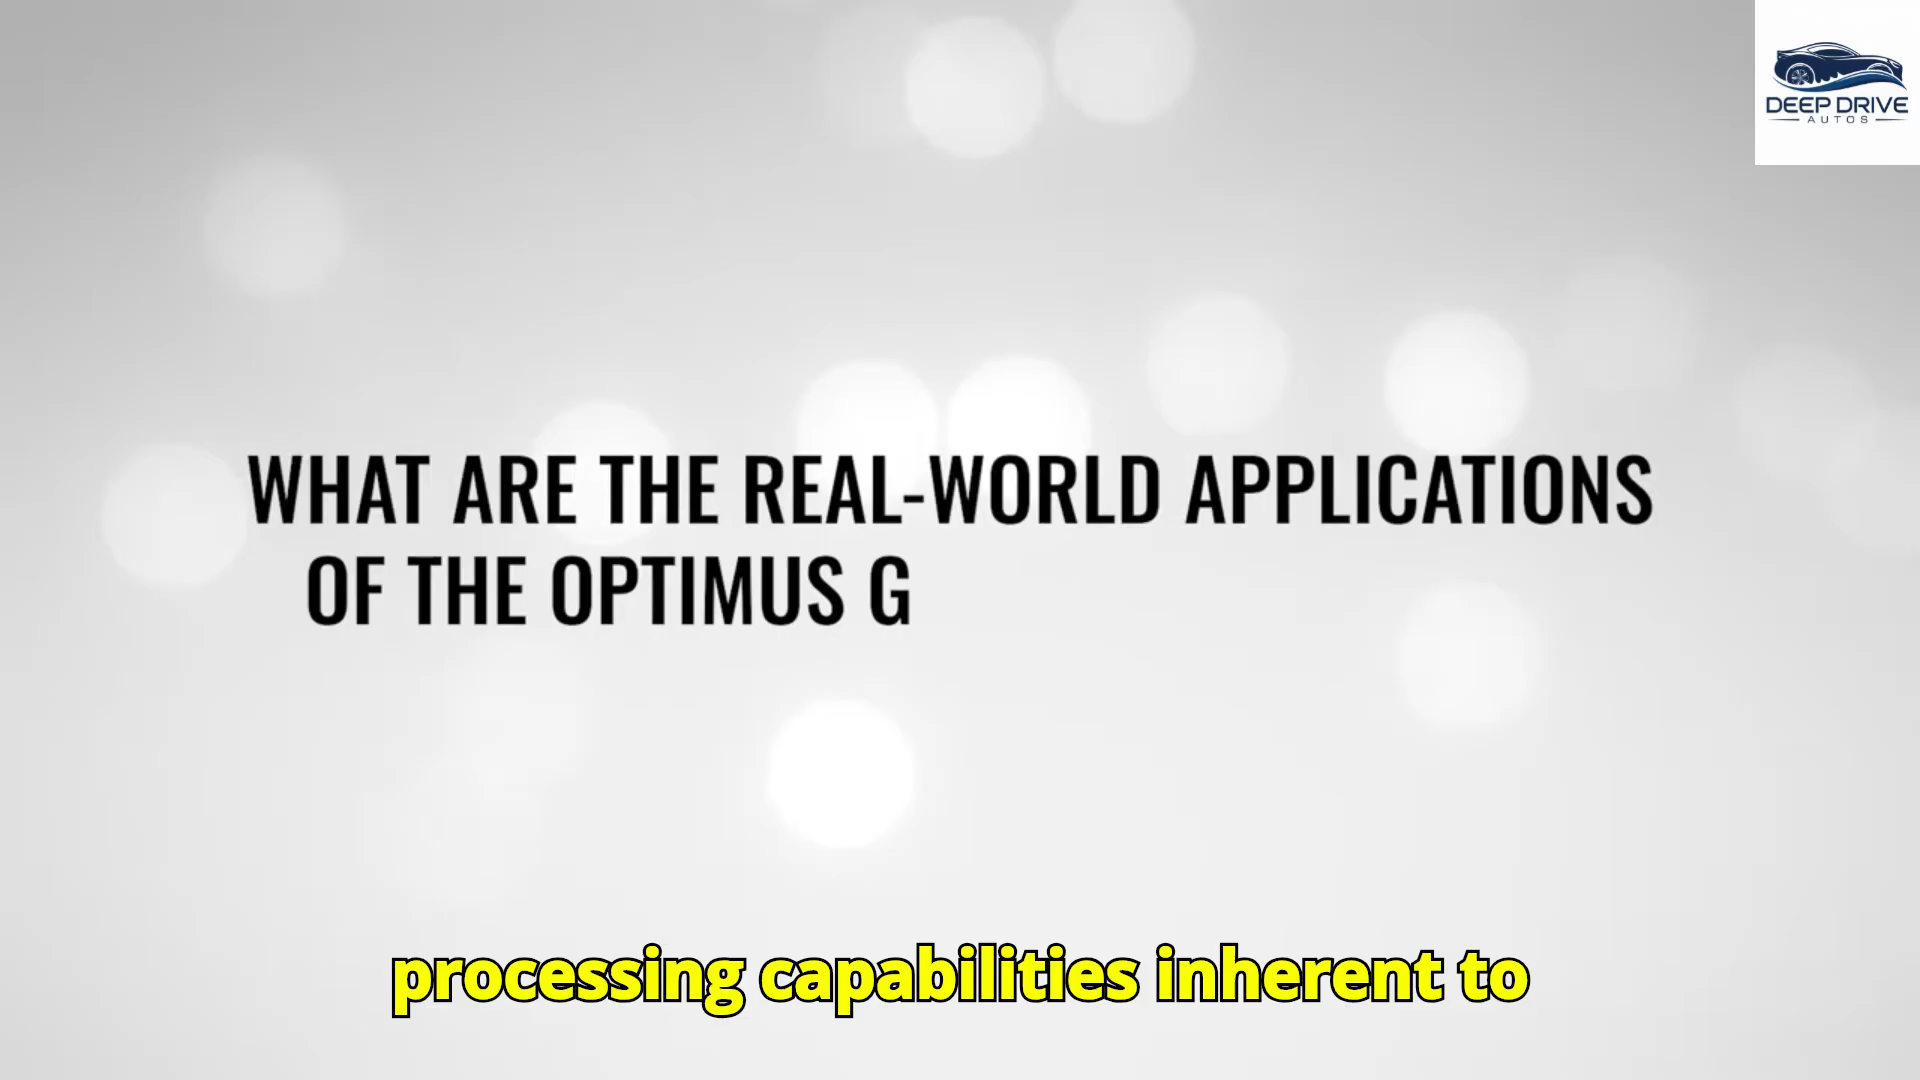 DEEP DRIVE
AUTOS
WHAT ARE THE REAL-WORLD APPLICATIONS
OF THE OPTIMUS G
processing capabilities inherent to